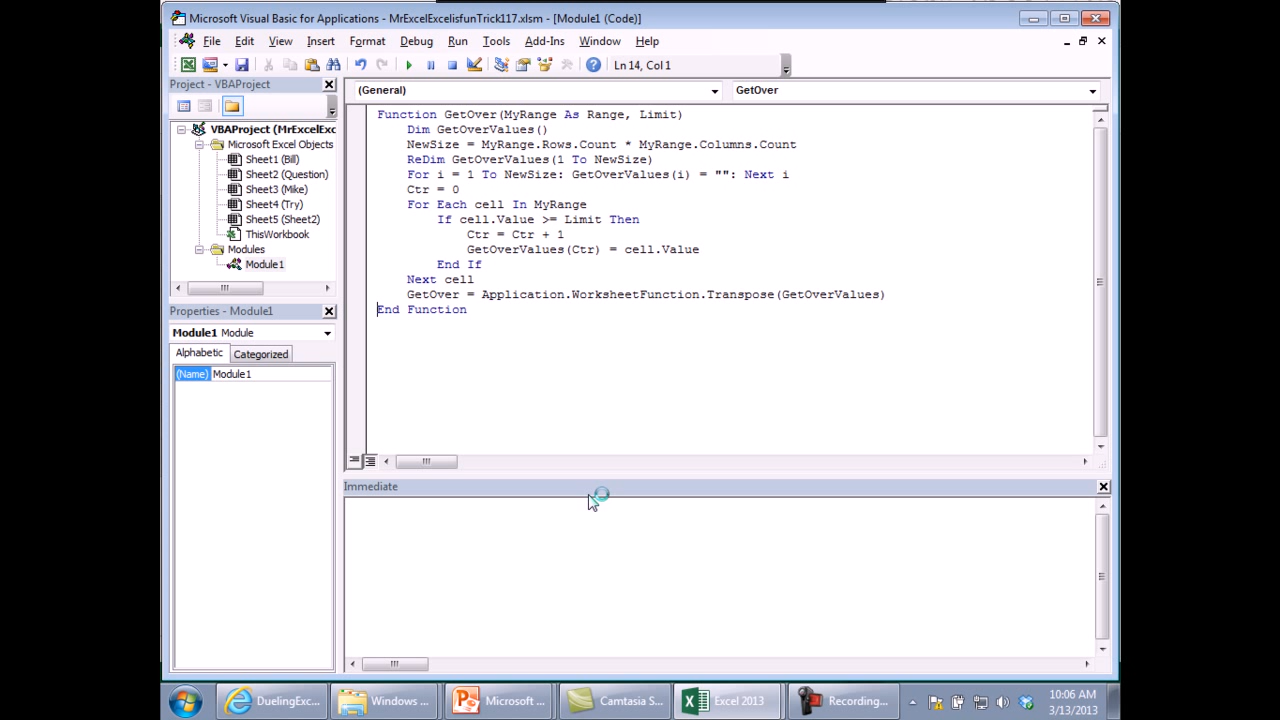 Microsoft Visual Basic for Applications - MrExcelExcelisfunTrick117.xlsm - [Module1 (Code)]
File Edit View Insert Format Debug Run Tools Add-Ins Window Help
Ln 14, Col 1
Project - VBAProject
(General) GetOver
VBAProject (MrExcelExc
Microsoft Excel Objects
Sheet1 (Bill)
Sheet2 (Question)
Sheet3 (Mike)
Sheet4 (Try)
Sheet5 (Sheet2)
ThisWorkbook
Modules
Module1
Properties - Module1
Module1 Module
Alphabetic Categorized
(Name) Module1
Function GetOver(MyRange As Range, Limit)
Dim GetOverValues()
NewSize = MyRange.Rows.Count * MyRange.Columns.Count
ReDim GetOverValues(1 To NewSize)
For i = 1 To NewSize: GetOverValues(i) = "": Next i
Ctr = 0
For Each cell In MyRange
If cell.Value >= Limit Then
Ctr = Ctr + 1
GetOverValues(Ctr) = cell.Value
End If
Next cell
GetOver = Application.WorksheetFunction.Transpose(GetOverValues)
End Function
Immediate
DuelingExc... Windows ... Microsoft ... Camtasia S... Excel 2013 Recording...
10:06 AM
3/13/2013